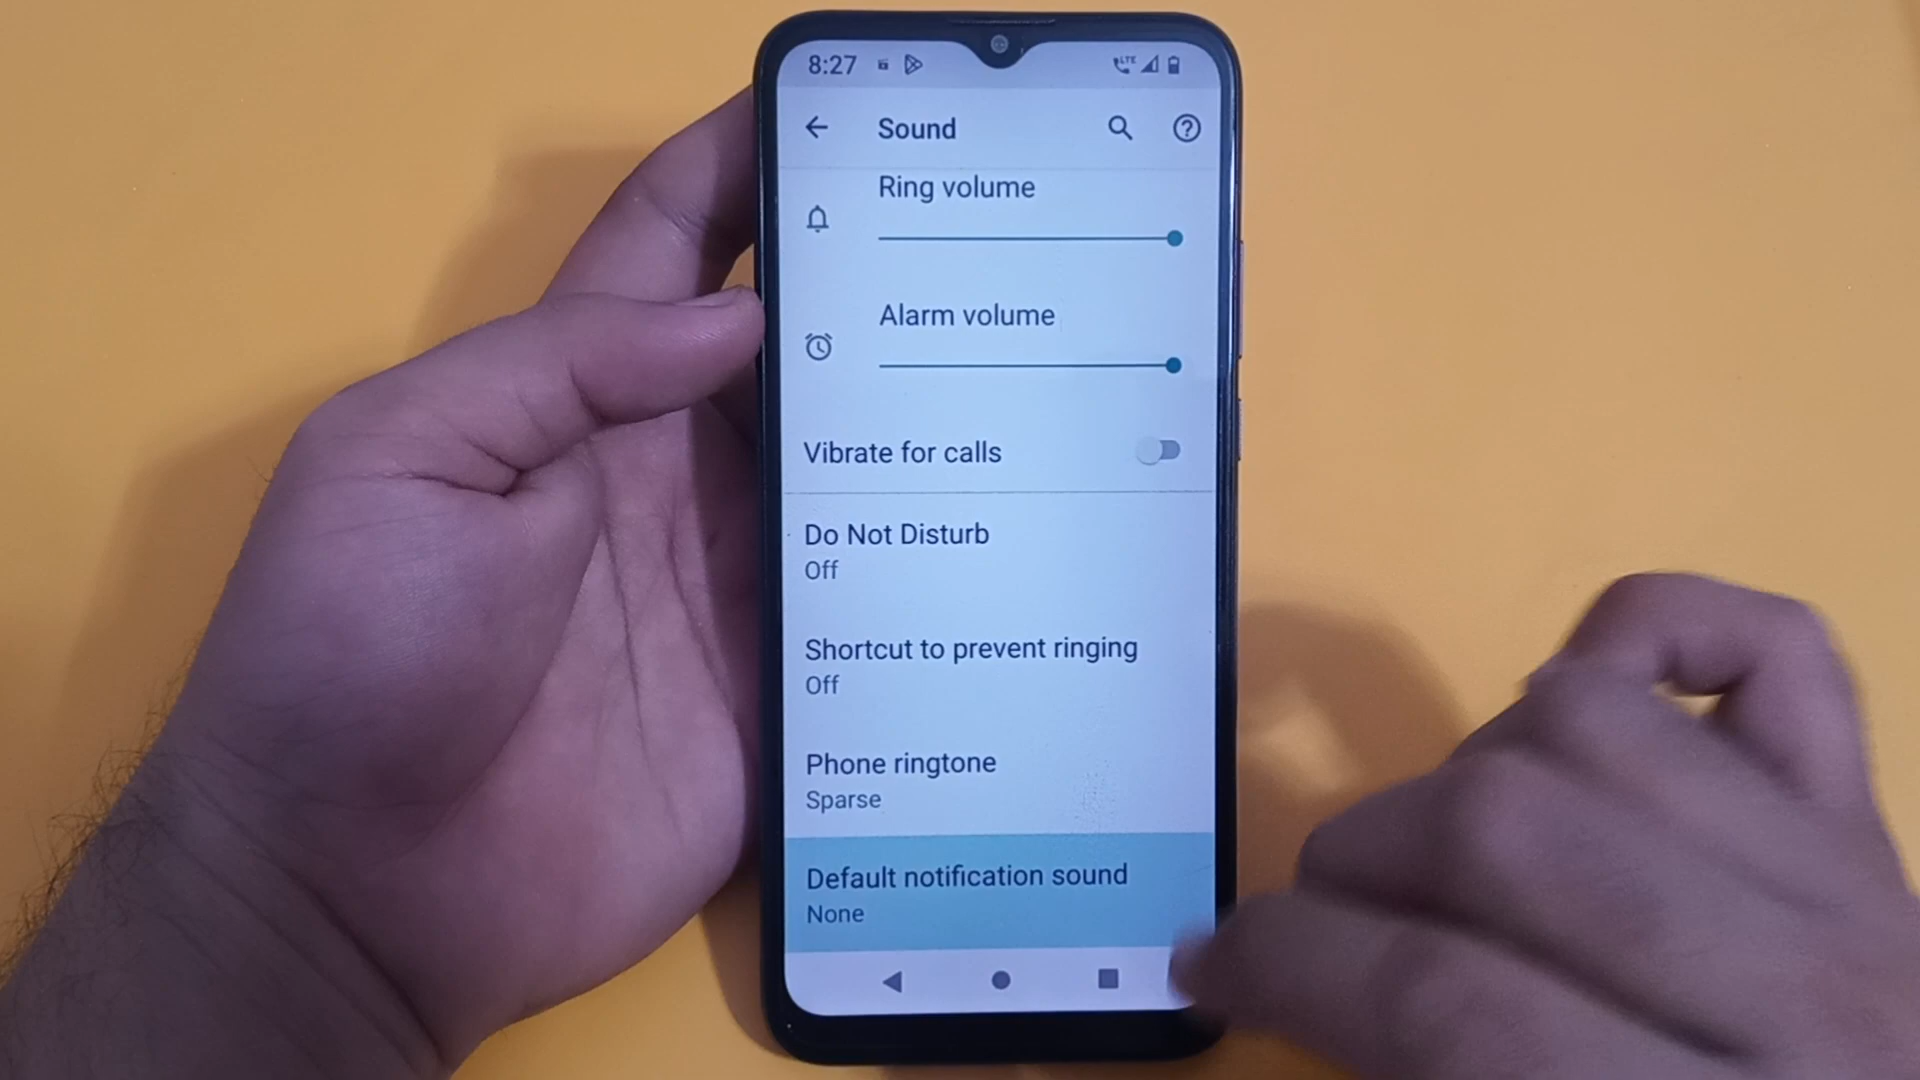 8:27
LTE
Sound
Ring volume
Alarm volume
Vibrate for calls
Do Not Disturb
Off
Shortcut to prevent ringing
Off
Phone ringtone
Sparse
Default notification sound
None